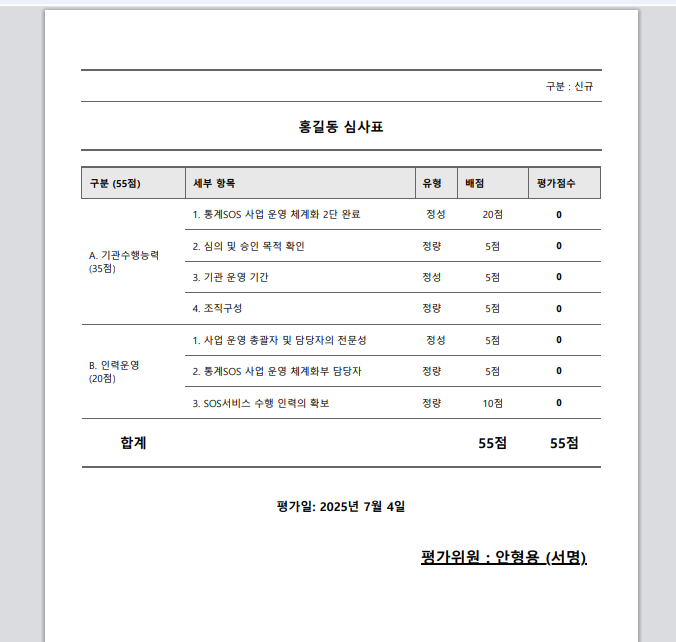 구분 : 신규
홍길동 심사표
구분 (55점) 세부 항목 유형 배점 평가점수
A. 기관수행능력
(35점)
1. 통계SOS 사업 운영 체계화 2단 완료 정성 20점 0
2. 심의 및 승인 목적 확인 정량 5점 0
3. 기관 운영 기간 정성 5점 0
4. 조직구성 정량 5점 0
B. 인력운영
(20점)
1. 사업 운영 총괄자 및 담당자의 전문성 정성 5점 0
2. 통계SOS 사업 운영 체계화부 담당자 정량 5점 0
3. SOS서비스 수행 인력의 확보 정량 10점 0
합계 55점 55점
평가일: 2025년 7월 4일
평가위원 : 안형용 (서명)